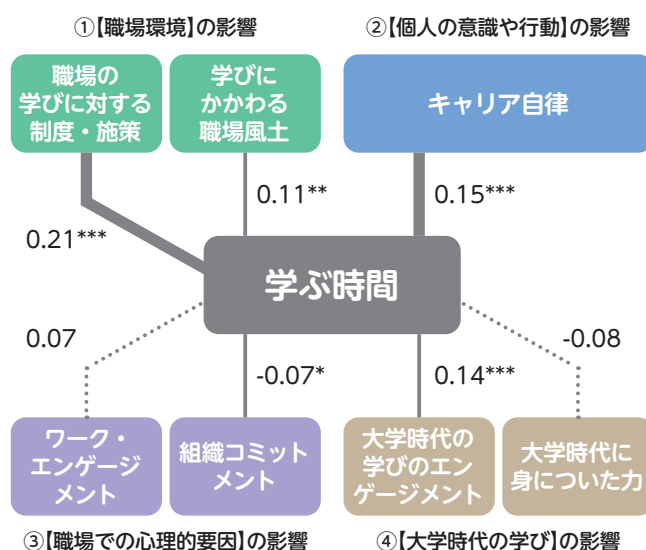 ①【職場環境】の影響
②【個人の意識や行動】の影響
職場の
学びに対する
制度・施策
学びに
かかわる
職場風土
キャリア自律
0.11**
0.15***
0.21***
学ぶ時間
0.07
-0.07*
0.14***
-0.08
ワーク・
エンゲージ
メント
組織コミット
メント
大学時代の
学びのエン
ゲージメント
大学時代に
身についた力
③【職場での心理的要因】の影響
④【大学時代の学び】の影響